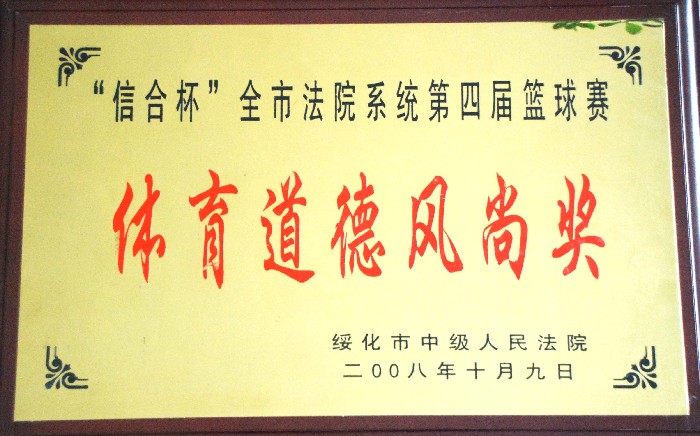 “信合杯”全市法院系统第四届篮球赛
体育道德风尚奖
绥化市中级人民法院
二00八年十月九日